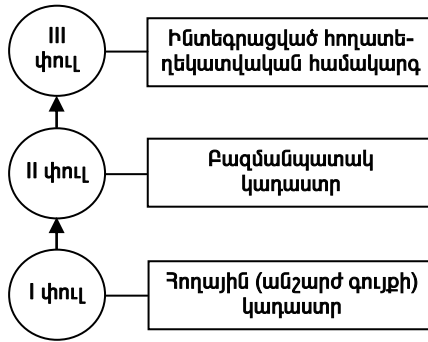 III
փուլ
Ինտեգրացված հողատե-
ղեկատվական համակարգ
II փուլ
Բազմանպատակ
կադաստր
I փուլ
Հողային (անշարժ գույքի)
կադաստր